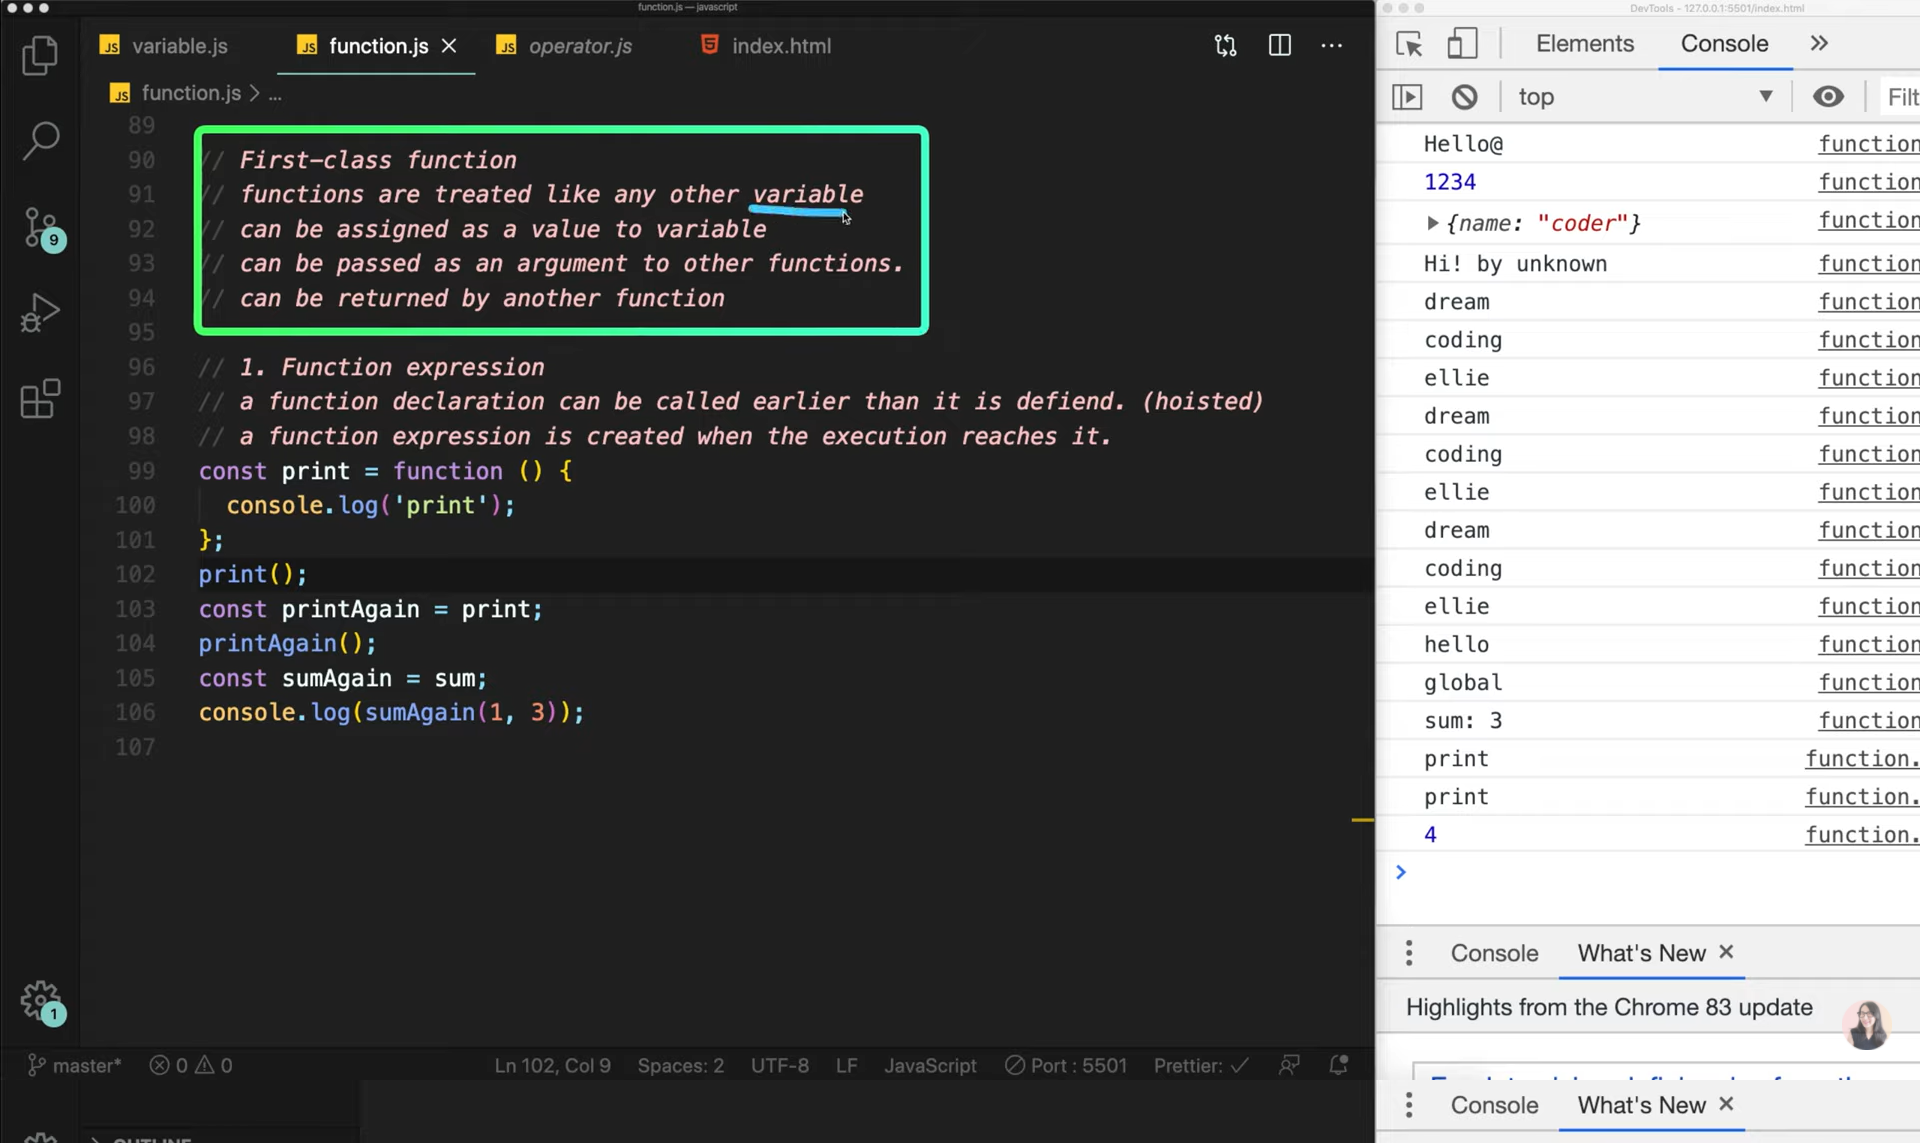 function.js — javascript
variable.js
function.js
operator.js
index.html
function.js > ...
89
90 // First-class function
91 // functions are treated like any other variable
92 // can be assigned as a value to variable
93 // can be passed as an argument to other functions.
94 // can be returned by another function
95
96 // 1. Function expression
97 // a function declaration can be called earlier than it is defiend. (hoisted)
98 // a function expression is created when the execution reaches it.
99 const print = function () {
100 console.log('print');
101 };
102 print();
103 const printAgain = print;
104 printAgain();
105 const sumAgain = sum;
106 console.log(sumAgain(1, 3));
107
9
1
master* 0 0 Ln 102, Col 9 Spaces: 2 UTF-8 LF JavaScript Port : 5501 Prettier: ✓
OUTLINE
DevTools - 127.0.0.1:5501/index.html
Elements Console »
top Filt
Hello@ function
1234 function
{name: "coder"} function
Hi! by unknown function
dream function
coding function
ellie function
dream function
coding function
ellie function
dream function
coding function
ellie function
hello function
global function
sum: 3 function
print function.
print function.
4 function.
>
Console What's New
Highlights from the Chrome 83 update
Console What's New